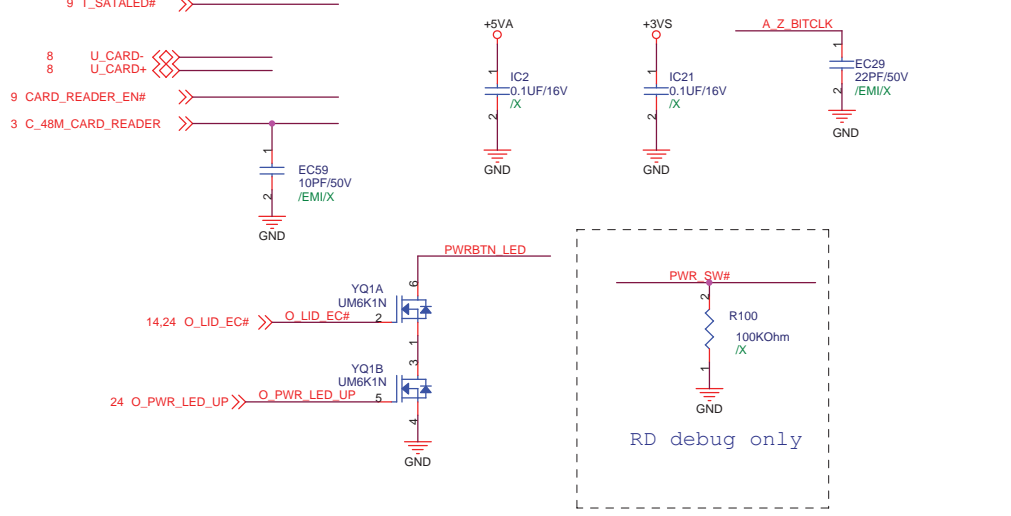 9 T_SATALED#
8 U_CARD-
8 U_CARD+
9 CARD_READER_EN#
3 C_48M_CARD_READER
1
EC59
10PF/50V
/EMI/X
2
GND
+5VA
1
IC2
0.1UF/16V
/X
2
GND
+3VS
1
IC21
0.1UF/16V
/X
2
GND
A_Z_BITCLK
1
EC29
22PF/50V
/EMI/X
2
GND
PWRBTN_LED
6
YQ1A
UM6K1N
14,24 O_LID_EC# O_LID_EC# 2
1
3
YQ1B
UM6K1N
24 O_PWR_LED_UP O_PWR_LED_UP 5
4
GND
PWR_SW#
2
R100
100KOhm
/X
1
GND
RD debug only